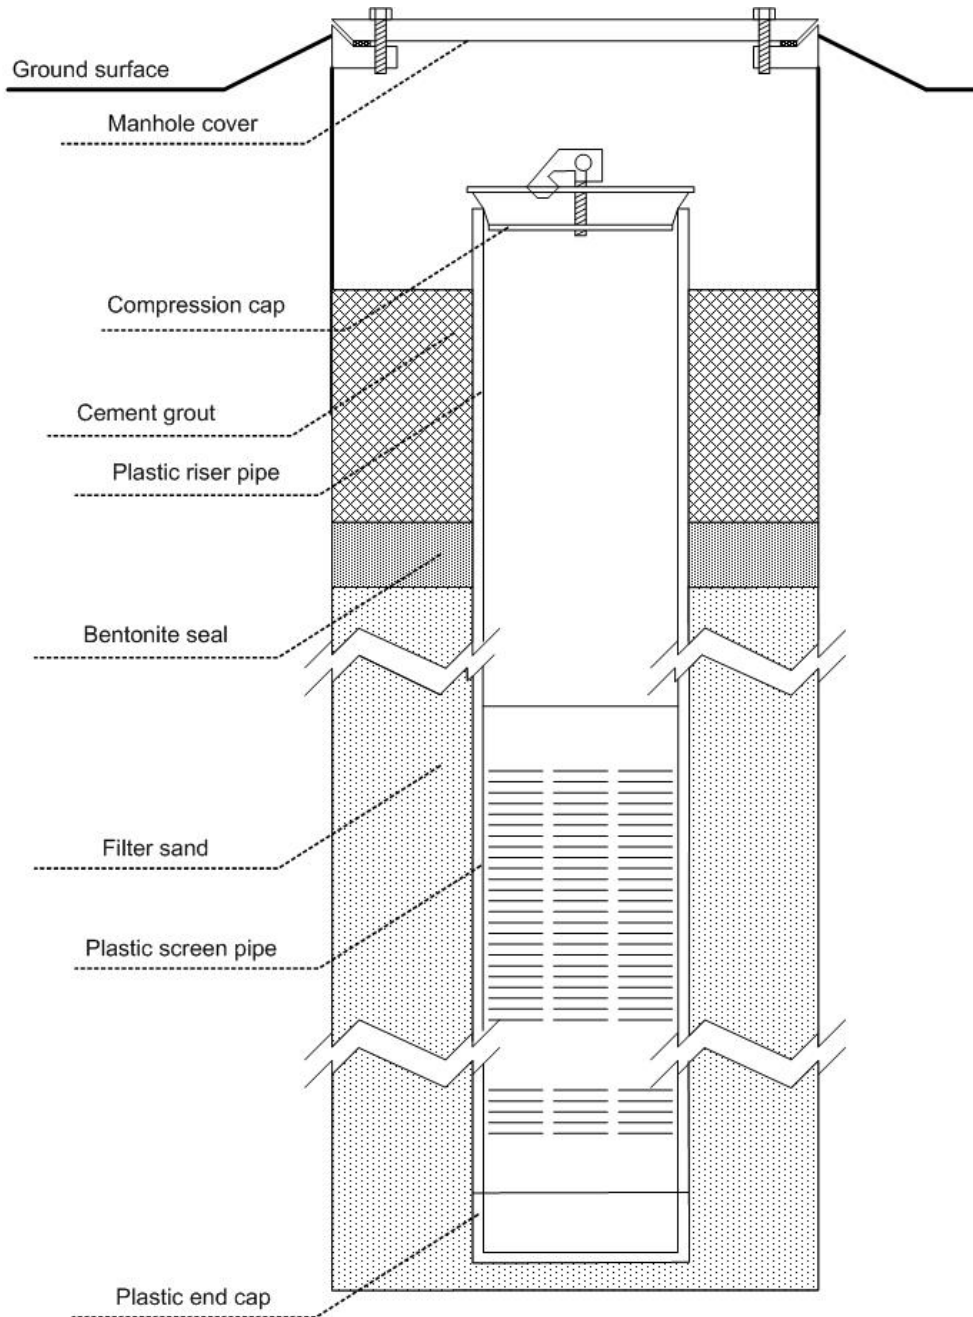 Ground surface
Manhole cover
Compression cap
Cement grout
Plastic riser pipe
Bentonite seal
Filter sand
Plastic screen pipe
Plastic end cap